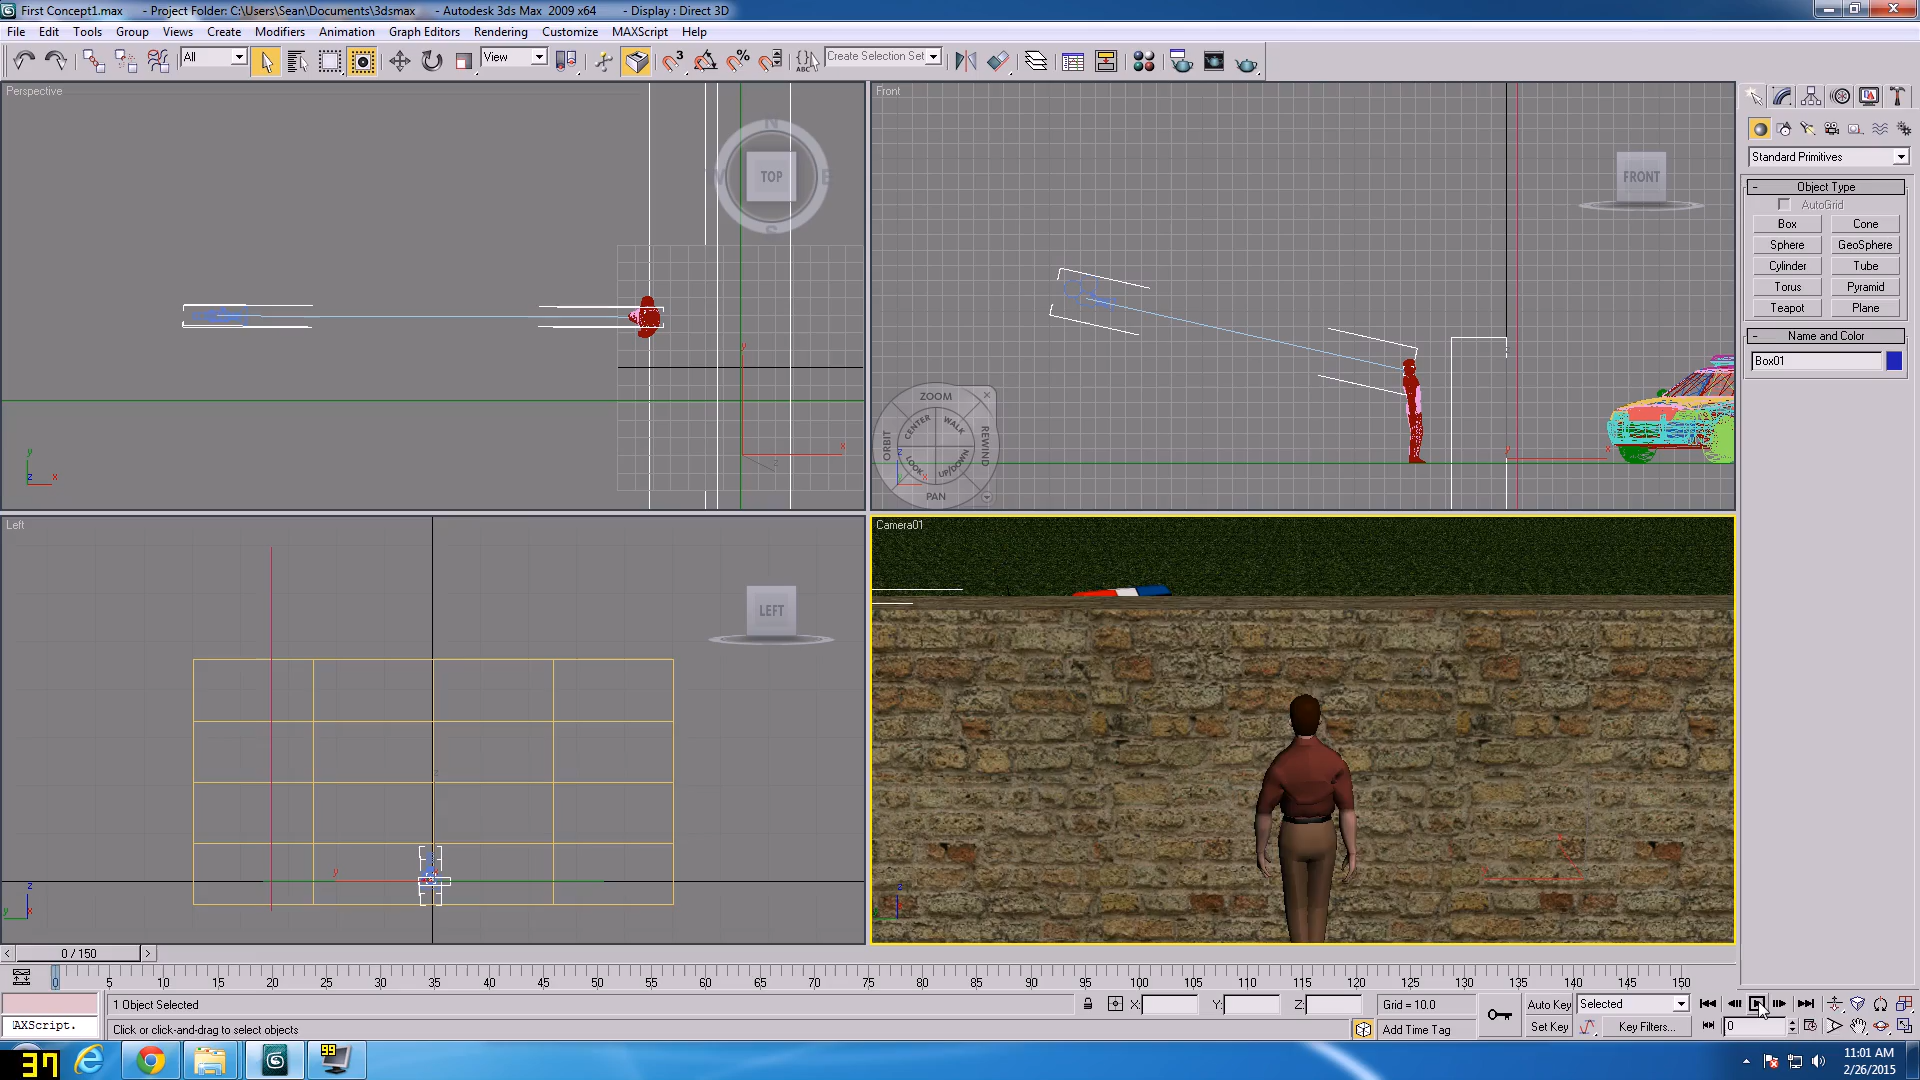 First Concept1.max - Project Folder: C:\Users\Sean\Documents\3dsmax - Autodesk 3ds Max 2009 x64 - Display : Direct 3D
File Edit Tools Group Views Create Modifiers Animation Graph Editors Rendering Customize MAXScript Help
All View 3 % ABC Create Selection Set
Perspective
N
TOP
E
S
y
x
y
z
x
Front
FRONT
ZOOM
ORBIT
CENTER
WALK
REWIND
LOOK
UP/DOWN
PAN
x
Left
LEFT
y
z
y
x
Camera01
z
Standard Primitives
- Object Type
AutoGrid
Box Cone
Sphere GeoSphere
Cylinder Tube
Torus Pyramid
Teapot Plane
- Name and Color
Box01
< 0 / 150 >
0 5 10 15 20 25 30 35 40 45 50 55 60 65 70 75 80 85 90 95 100 105 110 115 120 125 130 135 140 145 150
1 Object Selected X: Y: Z: Grid = 10.0 Auto Key Selected
AXScript. Click or click-and-drag to select objects Add Time Tag Set Key Key Filters... 0
37
99
11:01 AM
2/26/2015